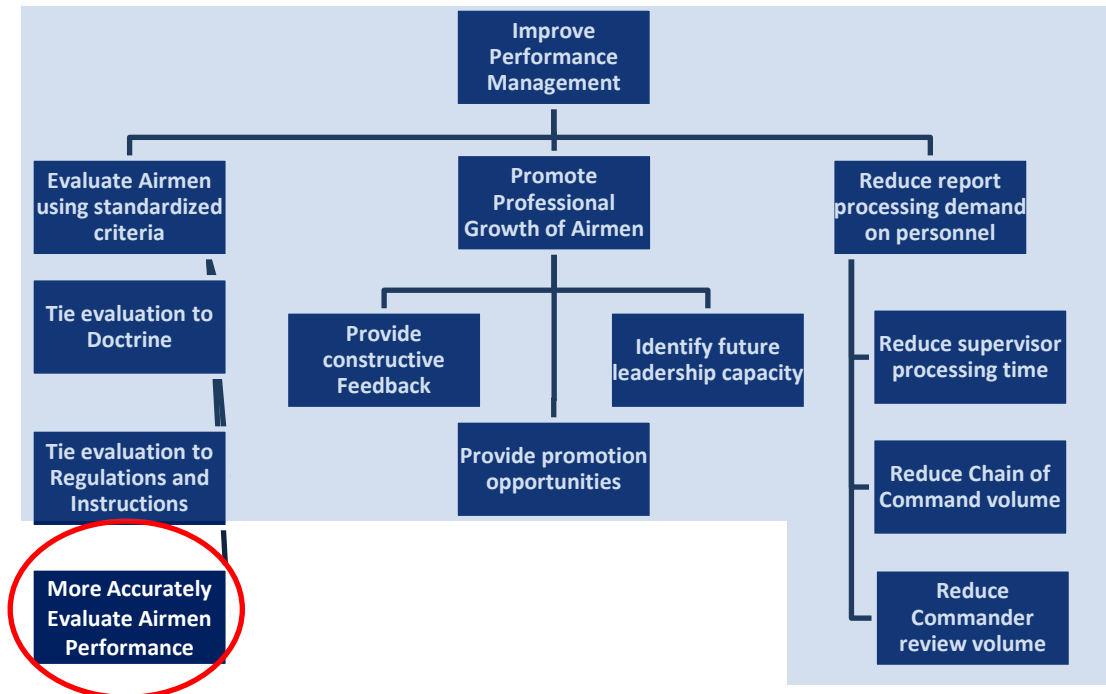 Improve
Performance
Management
Evaluate Airmen
using standardized
criteria
Promote
Professional
Growth of Airmen
Reduce report
processing demand
on personnel
Tie evaluation to
Doctrine
Provide
constructive
Feedback
Identify future
leadership capacity
Reduce supervisor
processing time
Tie evaluation to
Regulations and
Instructions
Provide promotion
opportunities
Reduce Chain of
Command volume
More Accurately
Evaluate Airmen
Performance
Reduce
Commander
review volume